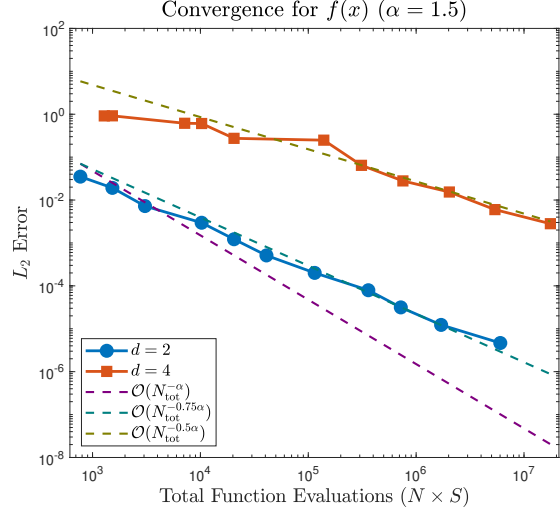 Convergence for f(x) (α = 1.5)
10^2
10^0
10^-2
10^-4
10^-6
10^-8
L_2 Error
d = 2
d = 4
O(N_tot^-α)
O(N_tot^-0.75α)
O(N_tot^-0.5α)
10^3 10^4 10^5 10^6 10^7
Total Function Evaluations (N × S)